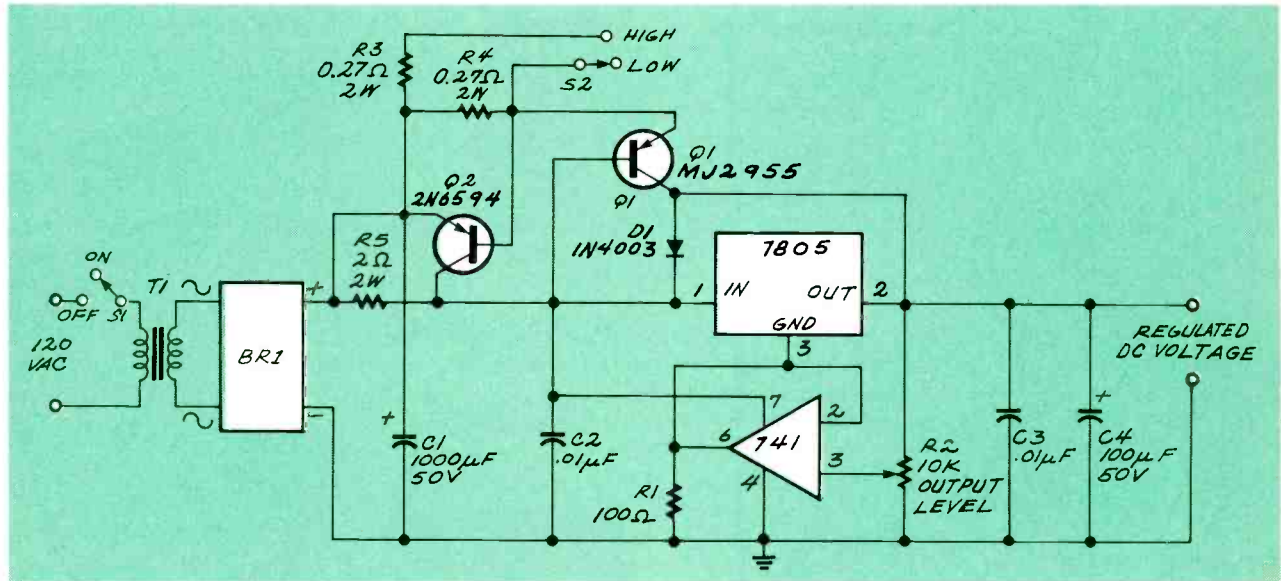 HIGH
R3
0.27Ω
2W
R4
0.27Ω
2W
S2
LOW
Q1
MJ2955
Q1
Q2
2N6594
D1
1N4003
7805
IN
OUT
GND
1
2
3
R5
2Ω
2W
ON
OFF
S1
T1
120
VAC
BR1
+
−
+
C1
1000µF
50V
C2
.01µF
R1
100Ω
741
7
2
6
3
4
R2
10K
OUTPUT
LEVEL
C3
.01µF
+
C4
100µF
50V
REGULATED
DC VOLTAGE